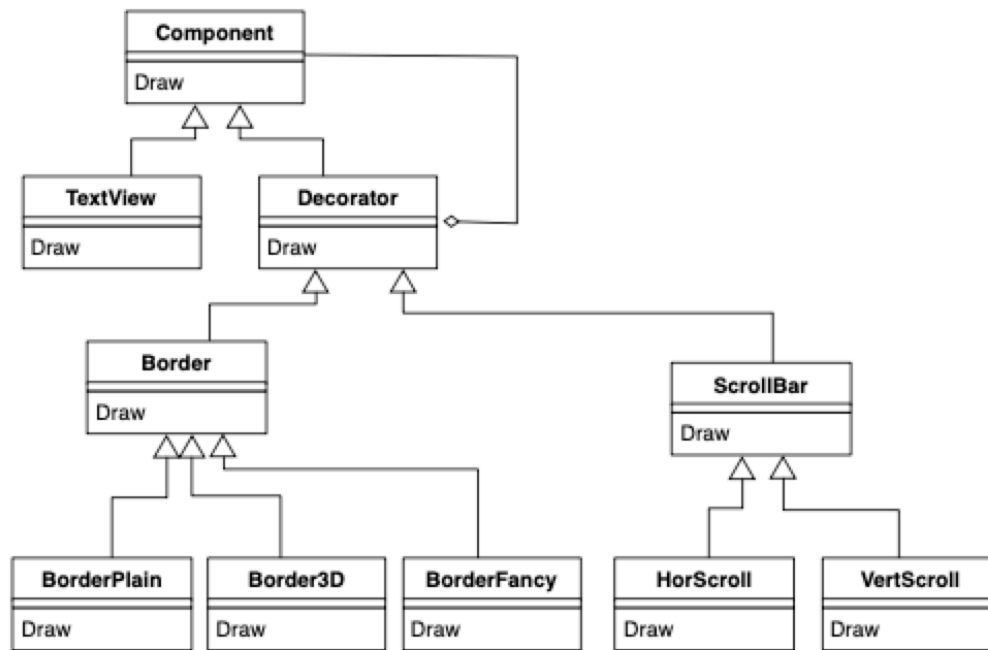 Component
Draw
TextView
Draw
Decorator
Draw
Border
Draw
ScrollBar
Draw
BorderPlain
Draw
Border3D
Draw
BorderFancy
Draw
HorScroll
Draw
VertScroll
Draw